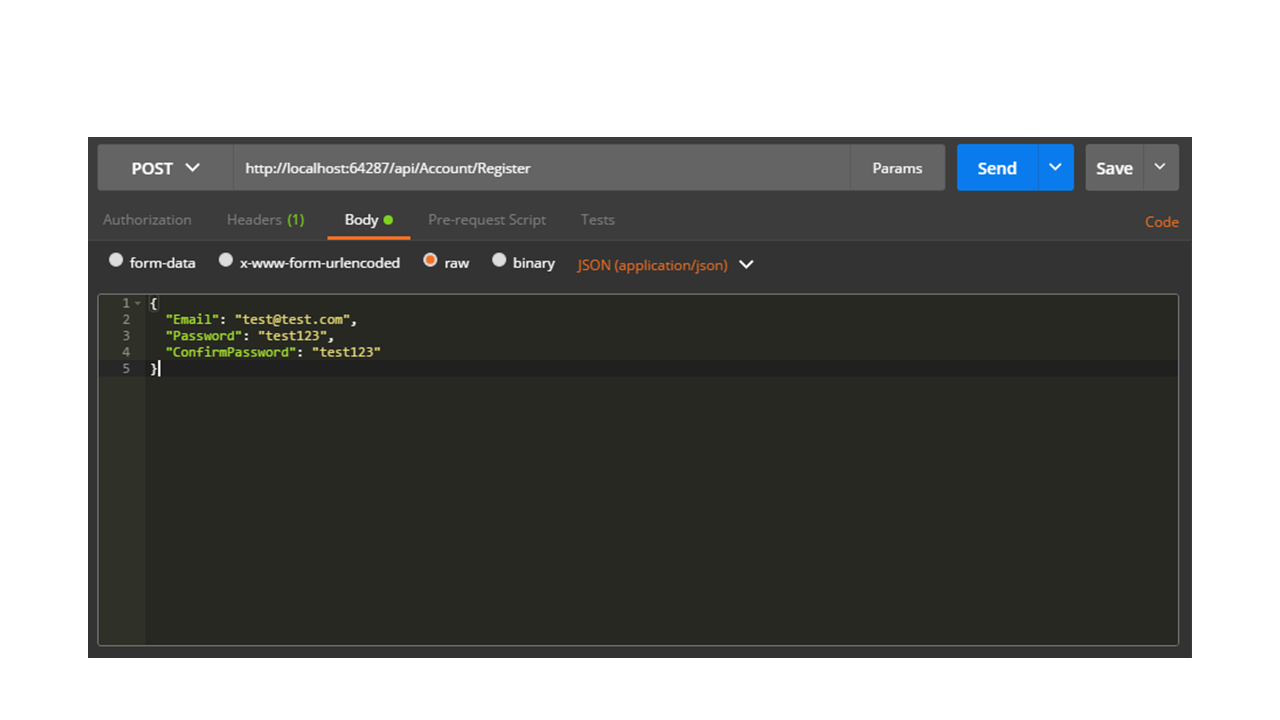 POST http://localhost:64287/api/Account/Register Params Send Save
Authorization Headers (1) Body Pre-request Script Tests Code
form-data x-www-form-urlencoded raw binary JSON (application/json)
1 {
2 "Email": "test@test.com",
3 "Password": "test123",
4 "ConfirmPassword": "test123"
5 }